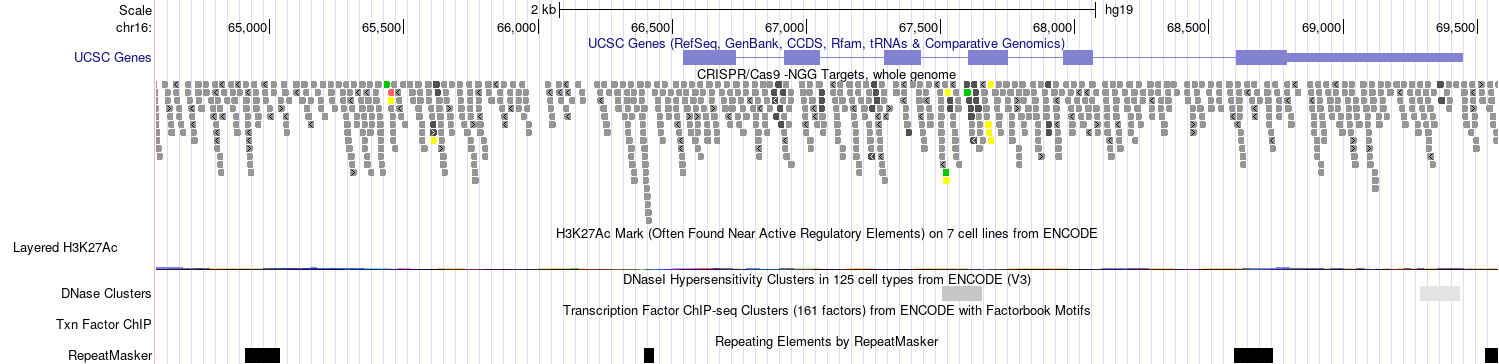 Scale 2 kb hg19
chr16: 65,000 65,500 66,000 66,500 67,000 67,500 68,000 68,500 69,000 69,500
UCSC Genes (RefSeq, GenBank, CCDS, Rfam, tRNAs & Comparative Genomics)
UCSC Genes
CRISPR/Cas9 -NGG Targets, whole genome
H3K27Ac Mark (Often Found Near Active Regulatory Elements) on 7 cell lines from ENCODE
Layered H3K27Ac
DNaseI Hypersensitivity Clusters in 125 cell types from ENCODE (V3)
DNase Clusters
Transcription Factor ChIP-seq Clusters (161 factors) from ENCODE with Factorbook Motifs
Txn Factor ChIP
Repeating Elements by RepeatMasker
RepeatMasker